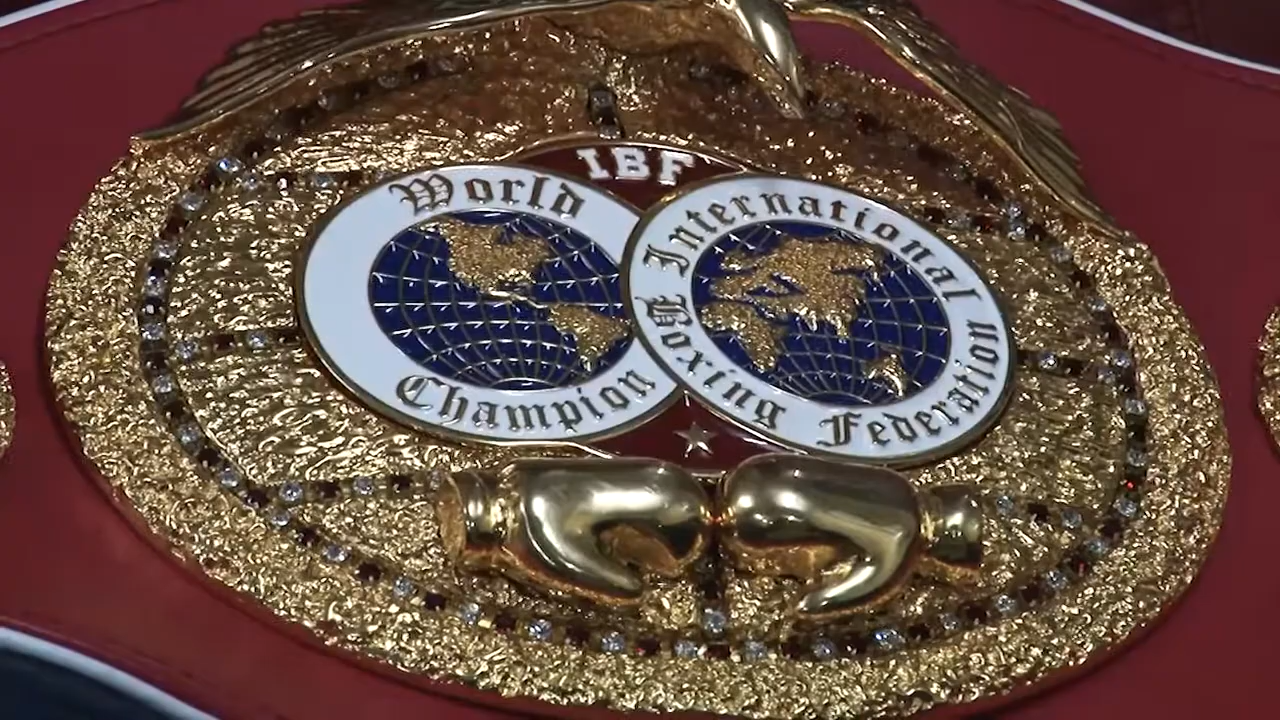 IBF
World
Champion
International
Boxing Federation